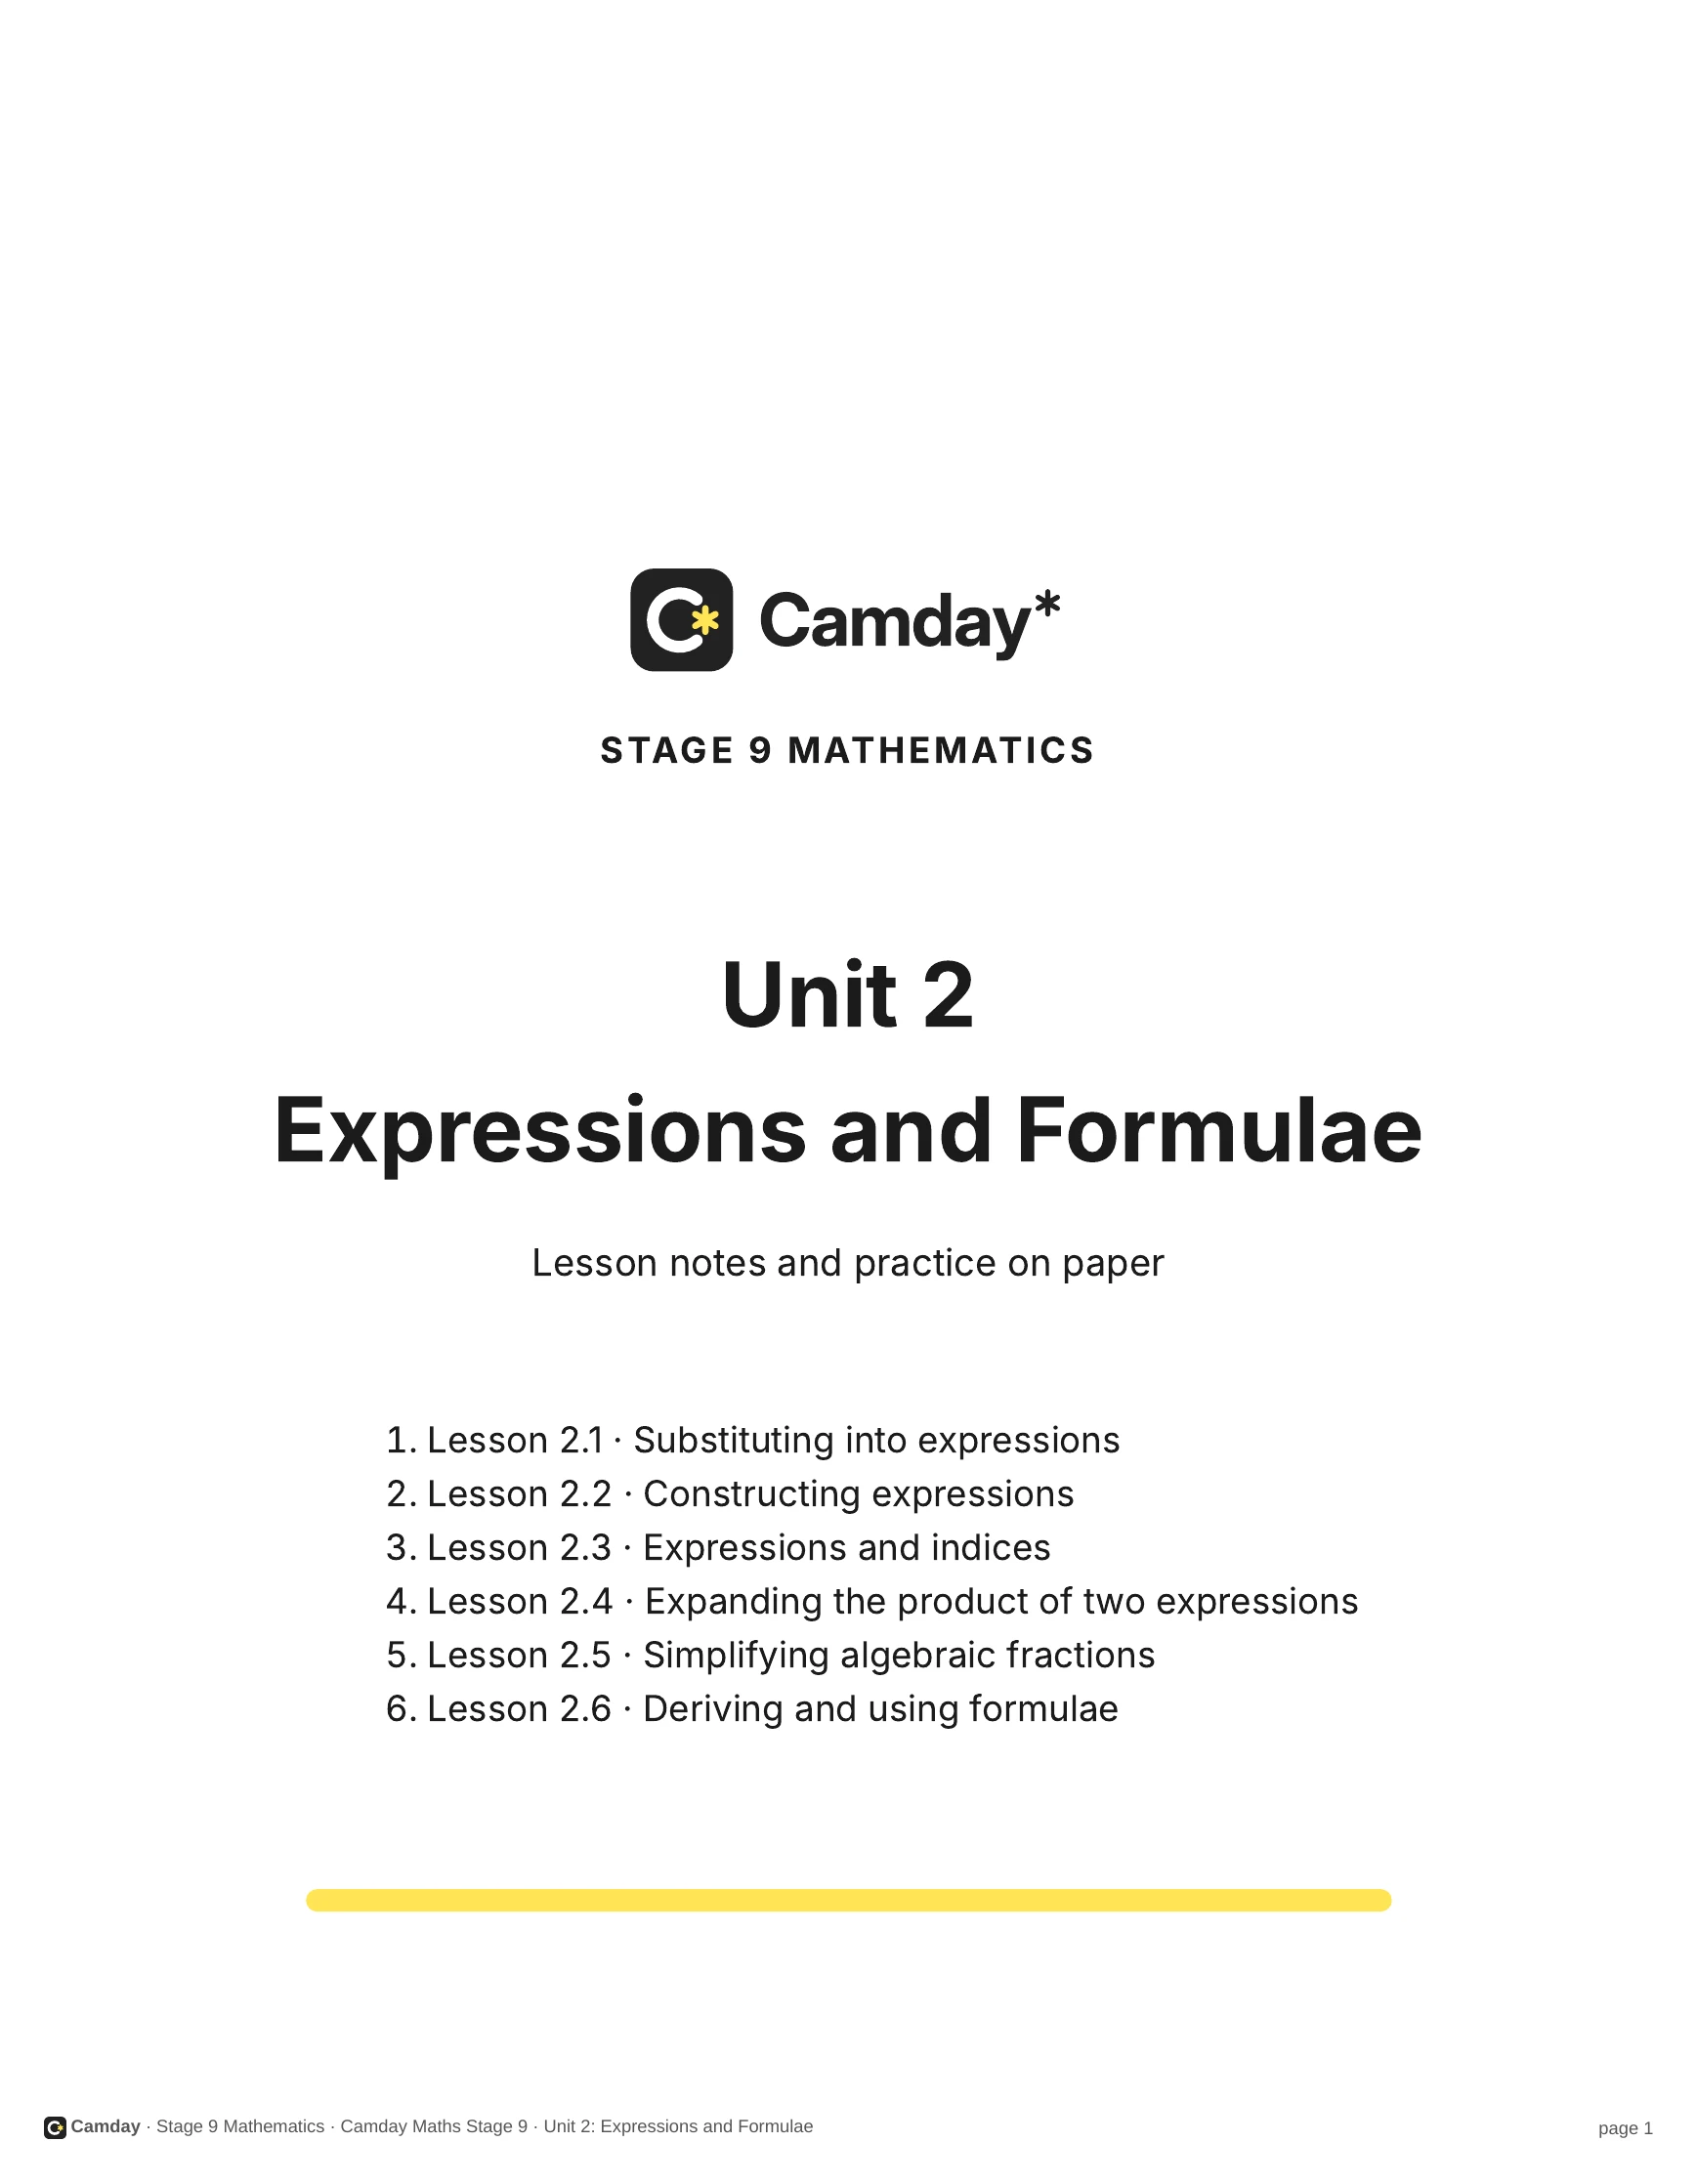 Camday*
STAGE 9 MATHEMATICS
Unit 2
Expressions and Formulae
Lesson notes and practice on paper
1. Lesson 2.1 · Substituting into expressions
2. Lesson 2.2 · Constructing expressions
3. Lesson 2.3 · Expressions and indices
4. Lesson 2.4 · Expanding the product of two expressions
5. Lesson 2.5 · Simplifying algebraic fractions
6. Lesson 2.6 · Deriving and using formulae
Camday · Stage 9 Mathematics · Camday Maths Stage 9 · Unit 2: Expressions and Formulae
page 1